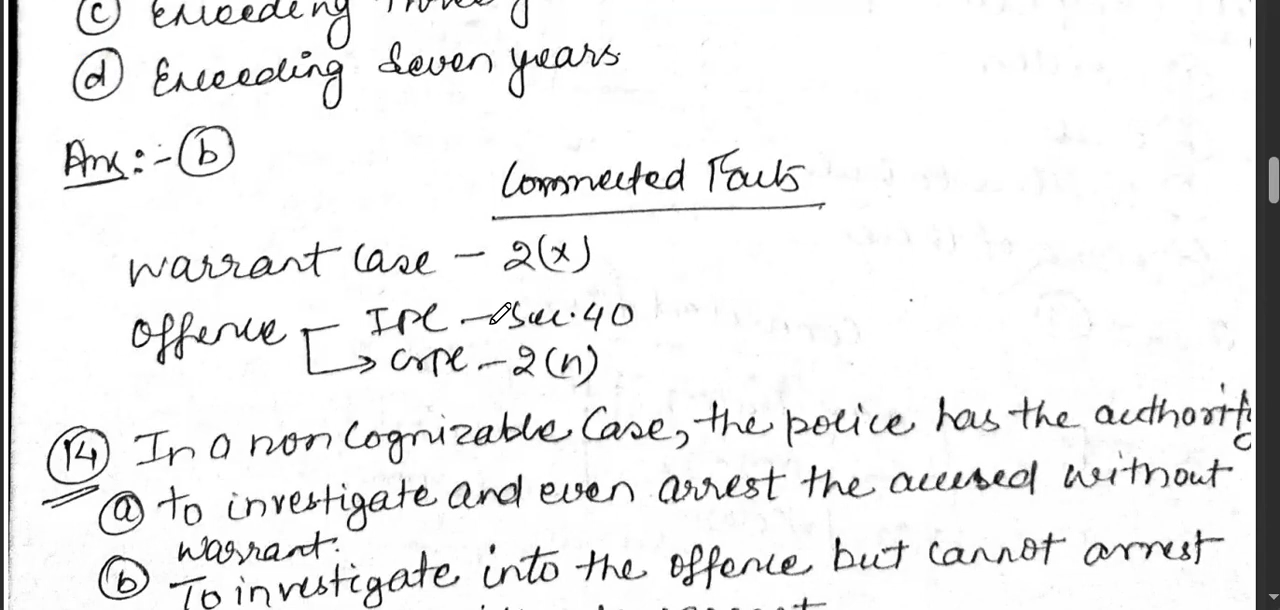 (c) Exceeding
(d) Exceeding Seven years
Ans:-(b)
Connected Facts
warrant case - 2(x)
offence IPC - Sec.40
→ CrPC - 2(n)
(14) In a non Cognizable Case, the police has the authority
(a) to investigate and even arrest the accused without
warrant.
(b) To investigate into the offence but cannot arrest